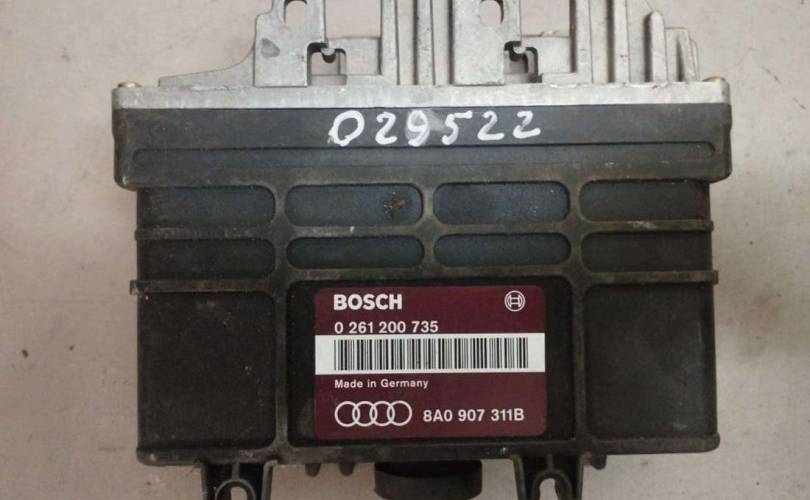 029522
BOSCH
0 261 200 735
Made in Germany
8A0 907 311B